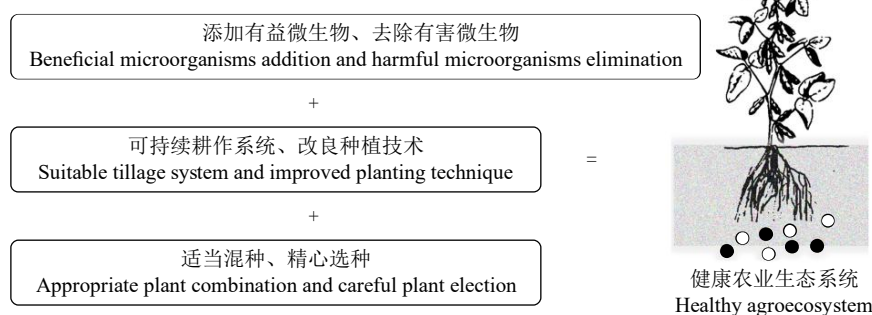 添加有益微生物、去除有害微生物
Beneficial microorganisms addition and harmful microorganisms elimination
+
可持续耕作系统、改良种植技术
Suitable tillage system and improved planting technique
=
+
适当混种、精心选种
Appropriate plant combination and careful plant election
健康农业生态系统
Healthy agroecosystem